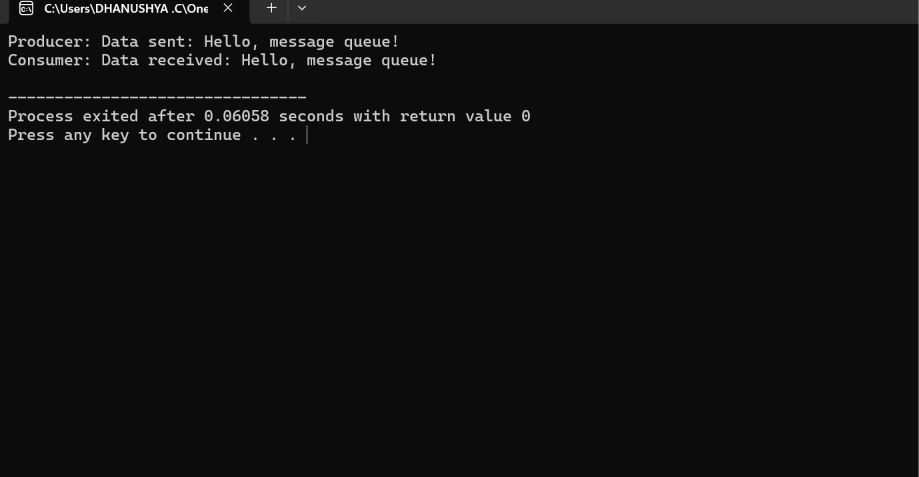 C:\Users\DHANUSHYA .C\One
Producer: Data sent: Hello, message queue!
Consumer: Data received: Hello, message queue!
--------------------------------
Process exited after 0.06058 seconds with return value 0
Press any key to continue . . .